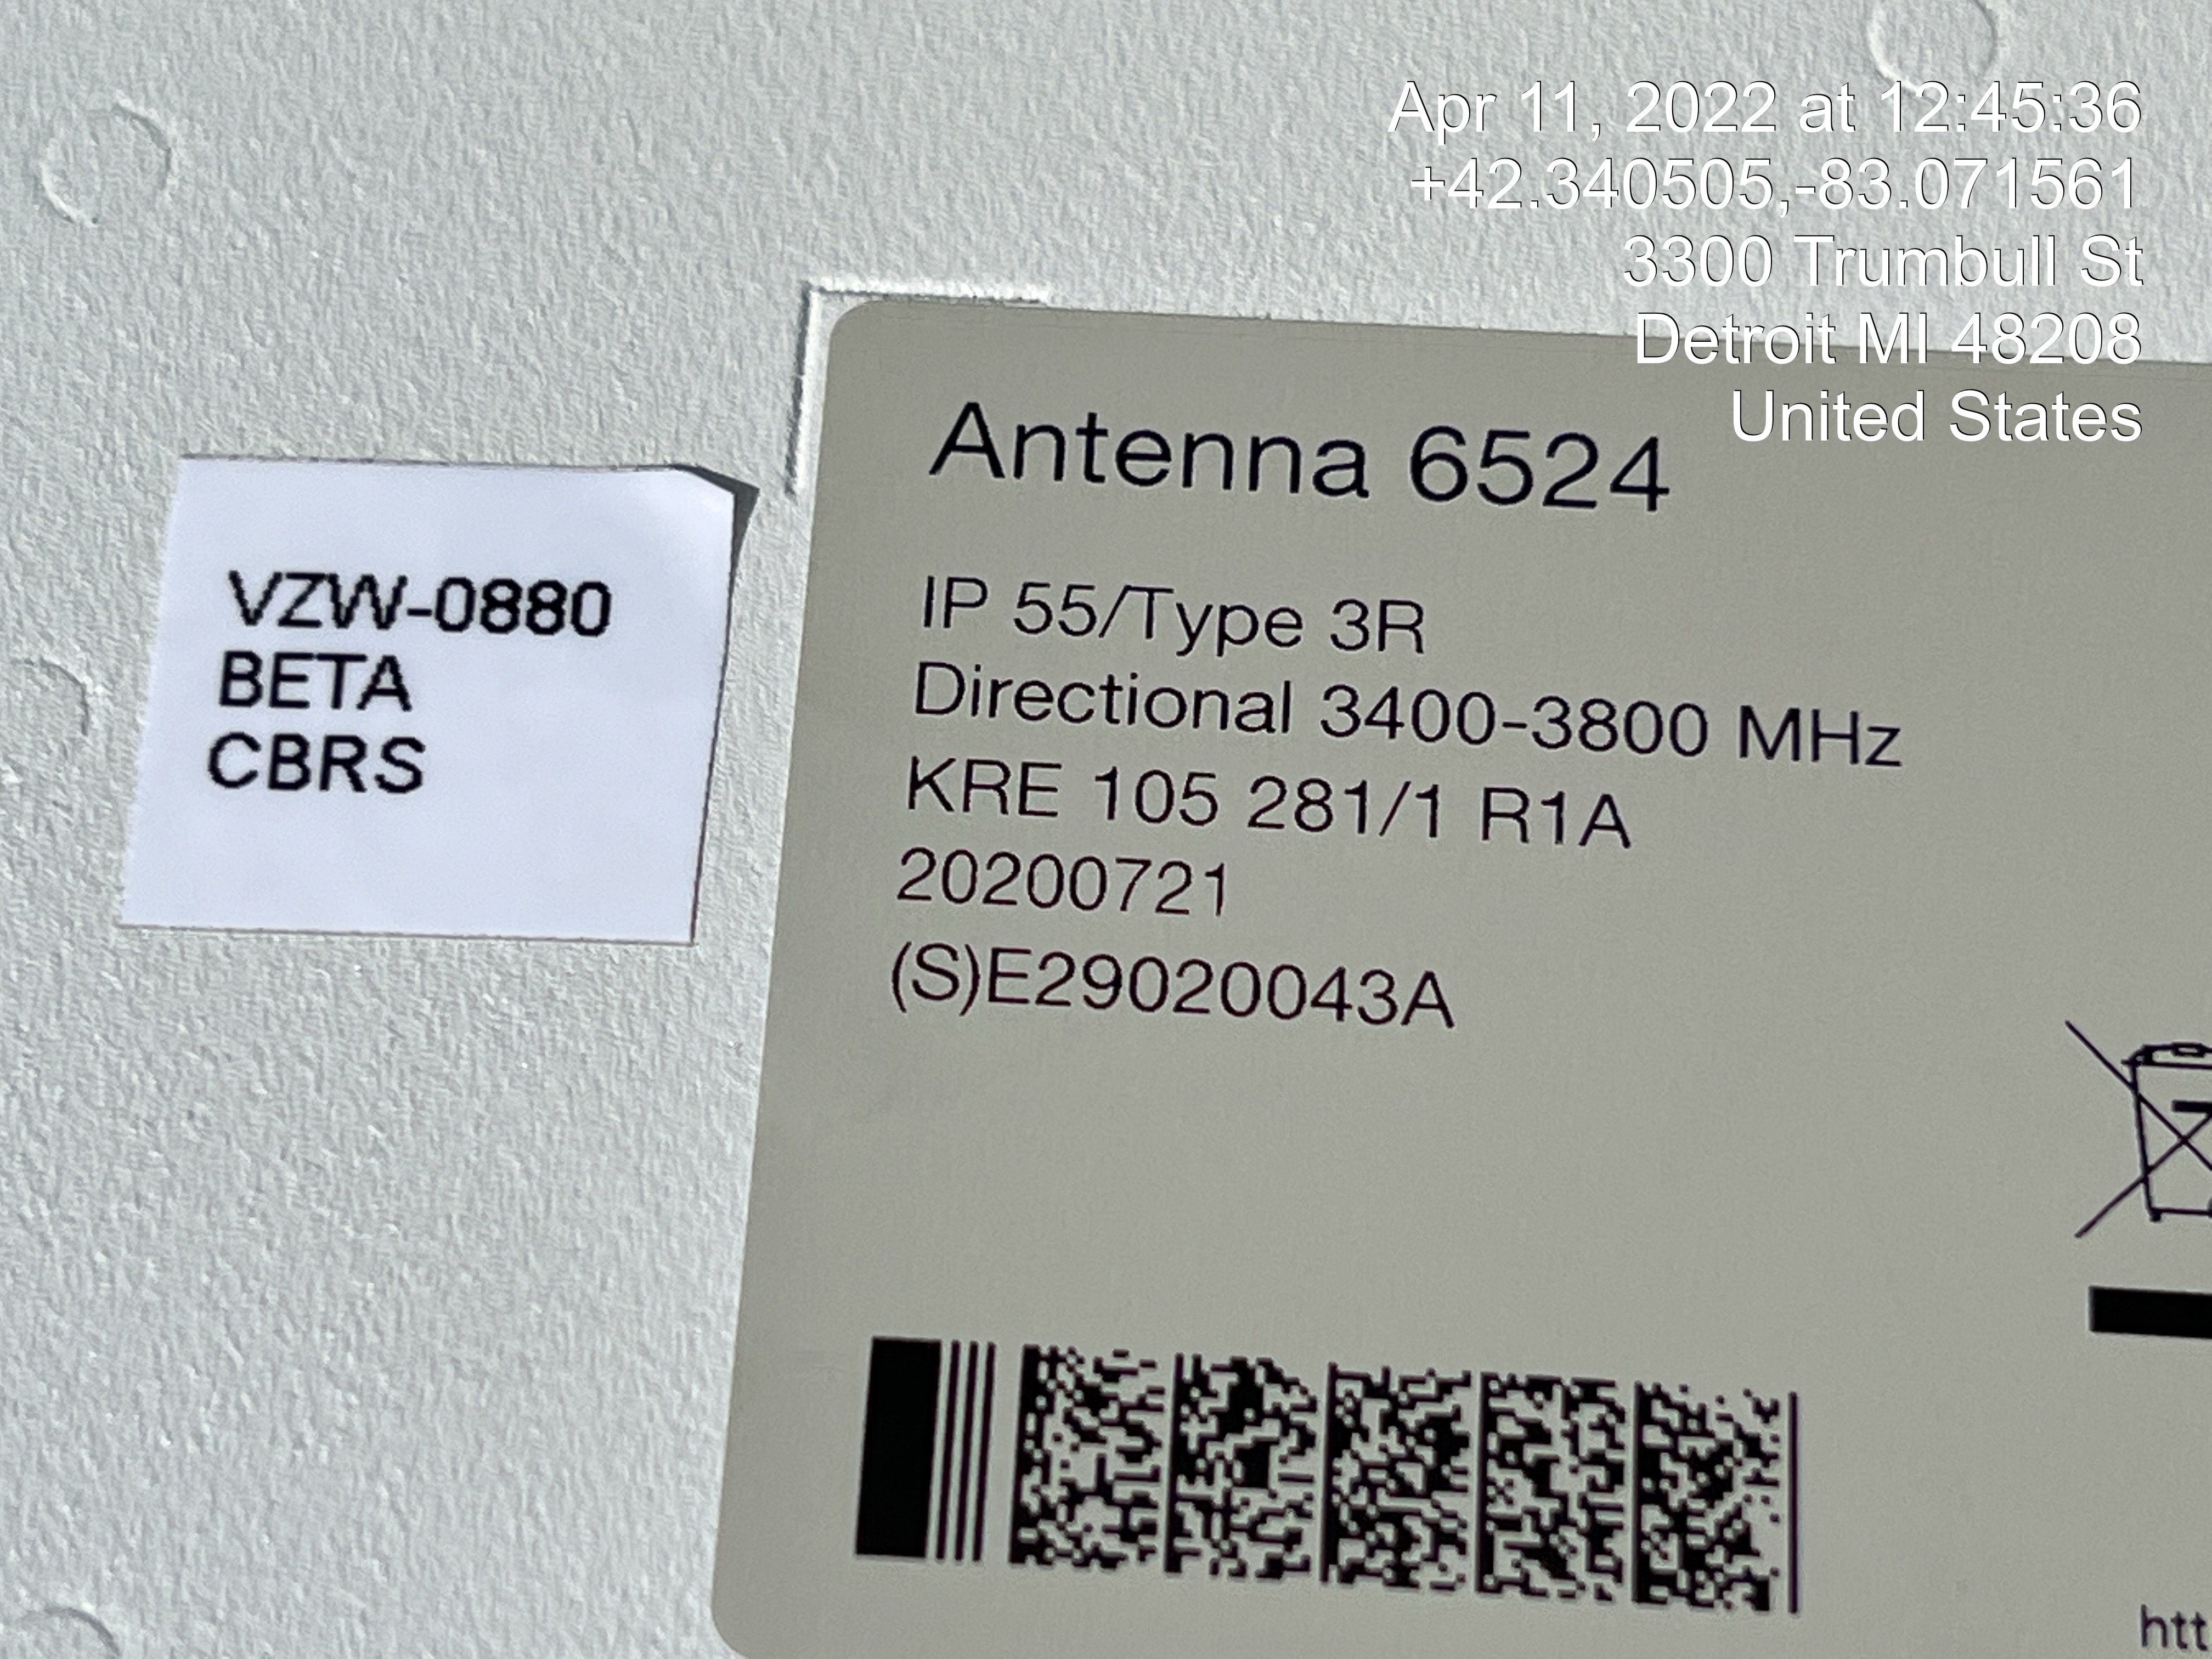 Apr 11, 2022 at 12:45:36
+42.340505,-83.071561
3300 Trumbull St
Detroit MI 48208
United States
VZW-0880
BETA
CBRS
Antenna 6524
IP 55/Type 3R
Directional 3400-3800 MHz
KRE 105 281/1 R1A
20200721
(S)E29020043A
htt